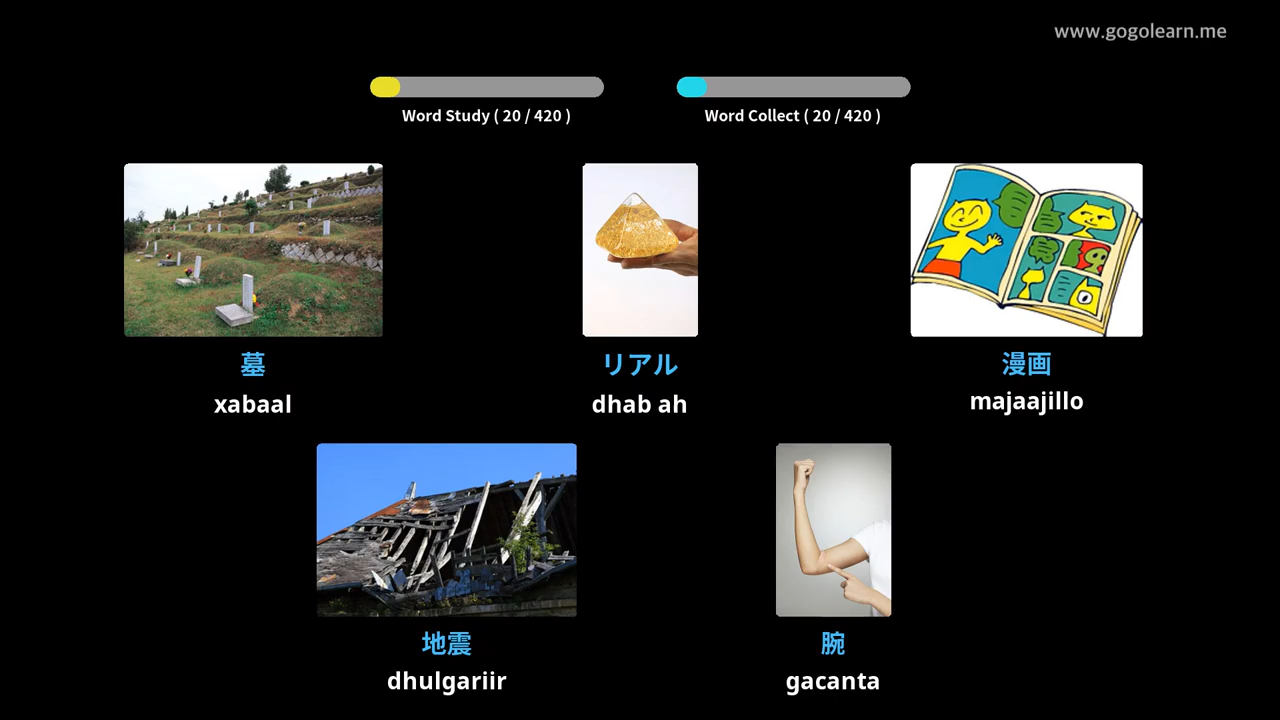 www.gogolearn.me
Word Study ( 20 / 420 )
Word Collect ( 20 / 420 )
墓
xabaal
リアル
dhab ah
漫画
majaajillo
地震
dhulgariir
腕
gacanta